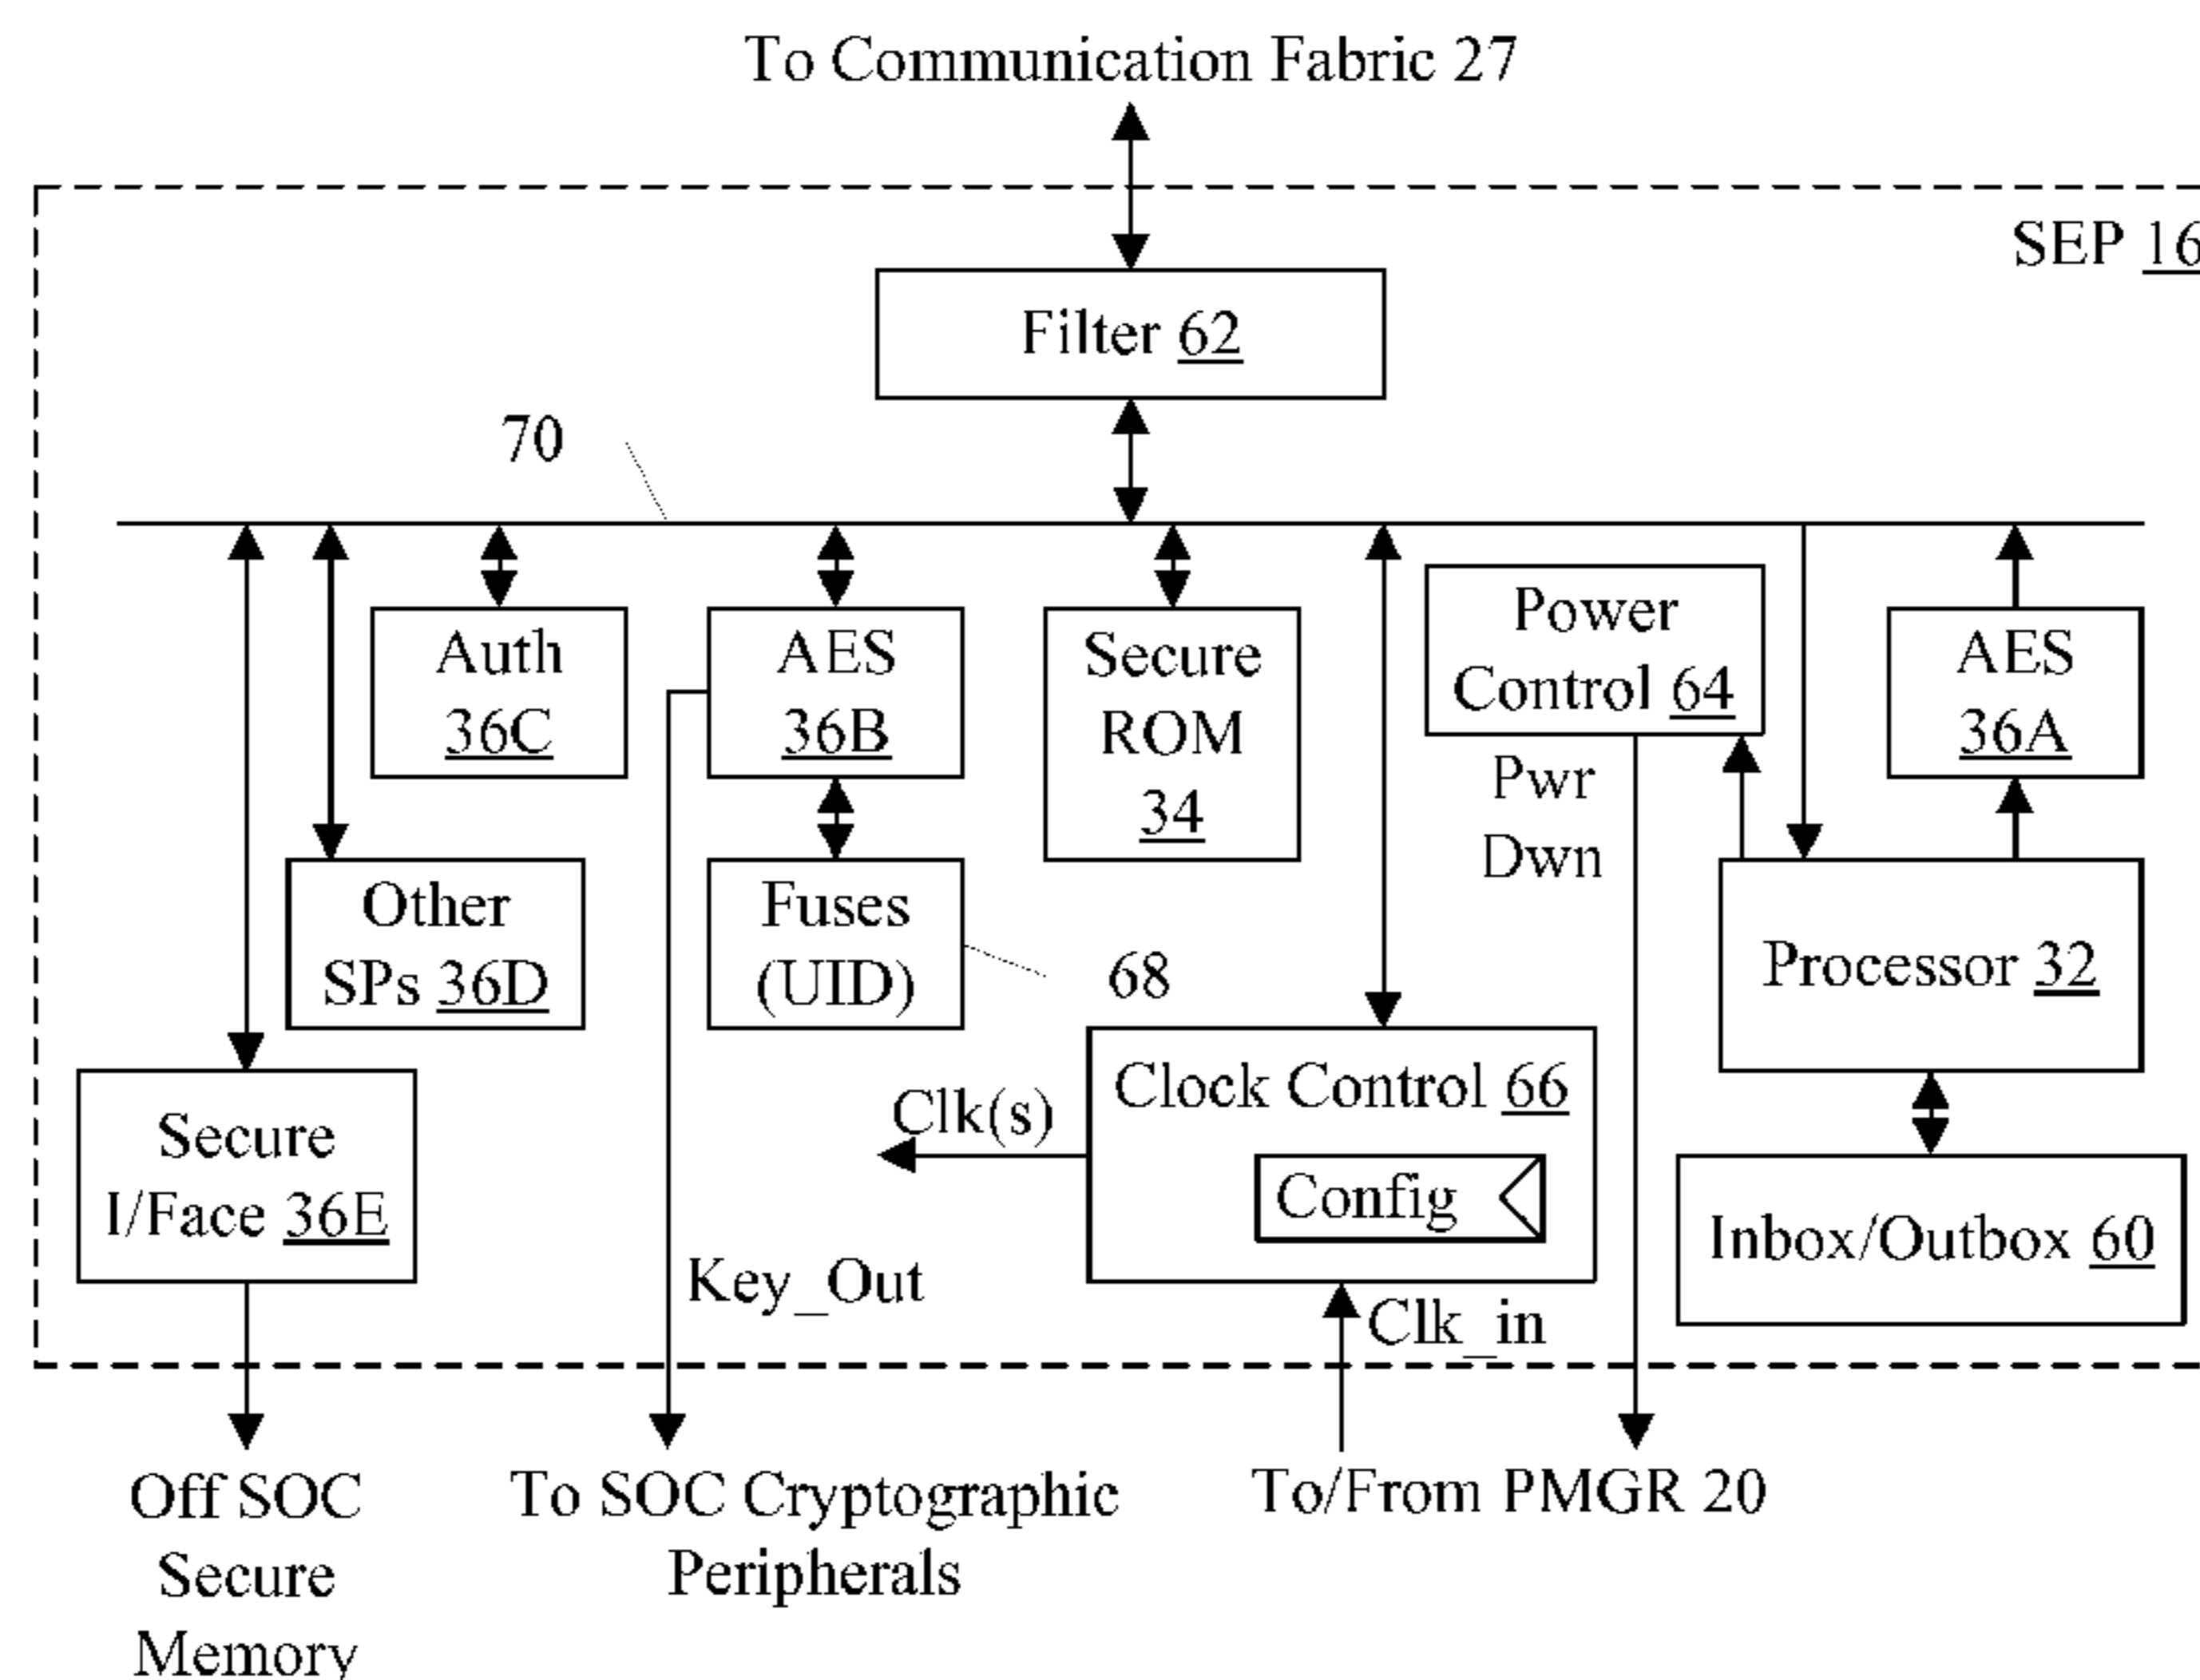 To Communication Fabric 27
SEP 16
Filter 62
70
Power
Control 64
Auth
36C
AES
36B
Secure
ROM
34
AES
36A
Pwr
Dwn
Other
SPs 36D
Fuses
(UID)
68
Processor 32
Secure
I/Face 36E
Clk(s)
Clock Control 66
Config
Inbox/Outbox 60
Key_Out
Clk_in
Off SOC
Secure
Memory
To SOC Cryptographic
Peripherals
To/From PMGR 20